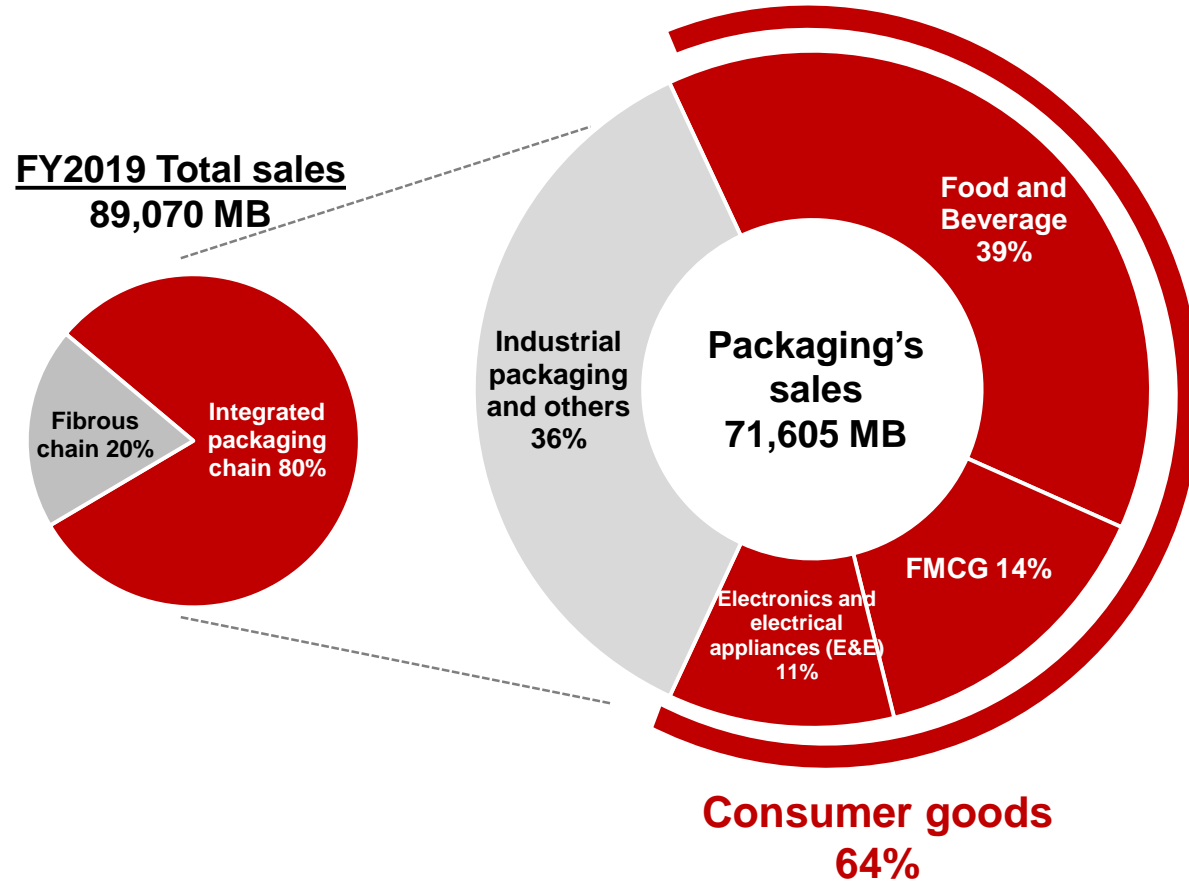 FY2019 Total sales
89,070 MB
Fibrous
chain 20%
Integrated
packaging
chain 80%
Industrial
packaging
and others
36%
Packaging’s
sales
71,605 MB
Food and
Beverage
39%
FMCG 14%
Electronics and
electrical
appliances (E&E)
11%
Consumer goods
64%